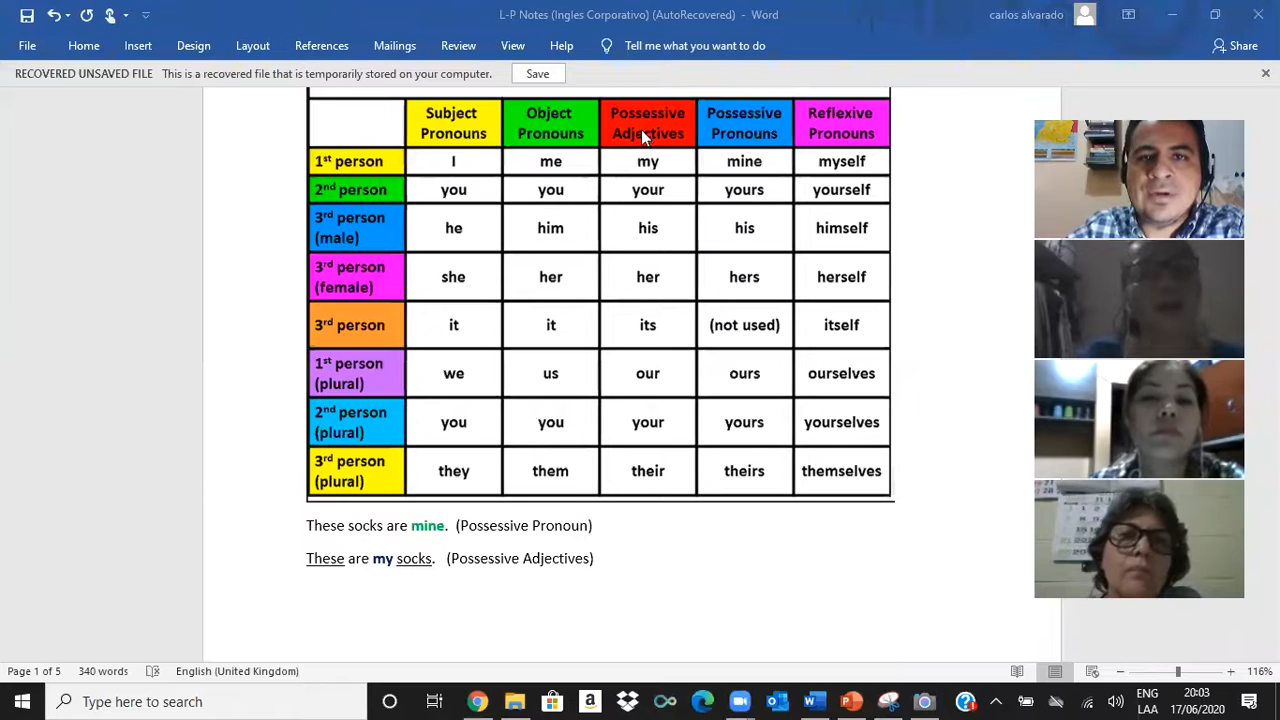 L-P Notes (Ingles Corporativo) (AutoRecovered) - Word
carlos alvarado
File Home Insert Design Layout References Mailings Review View Help Tell me what you want to do Share
RECOVERED UNSAVED FILE This is a recovered file that is temporarily stored on your computer. Save
Subject Pronouns Object Pronouns Possessive Adjectives Possessive Pronouns Reflexive Pronouns
1st person I me my mine myself
2nd person you you your yours yourself
3rd person (male) he him his his himself
3rd person (female) she her her hers herself
3rd person it it its (not used) itself
1st person (plural) we us our ours ourselves
2nd person (plural) you you your yours yourselves
3rd person (plural) they them their theirs themselves
These socks are mine. (Possessive Pronoun)
These are my socks. (Possessive Adjectives)
Page 1 of 5 340 words English (United Kingdom) 116%
Type here to search
ENG 20:03
LAA 17/06/2020